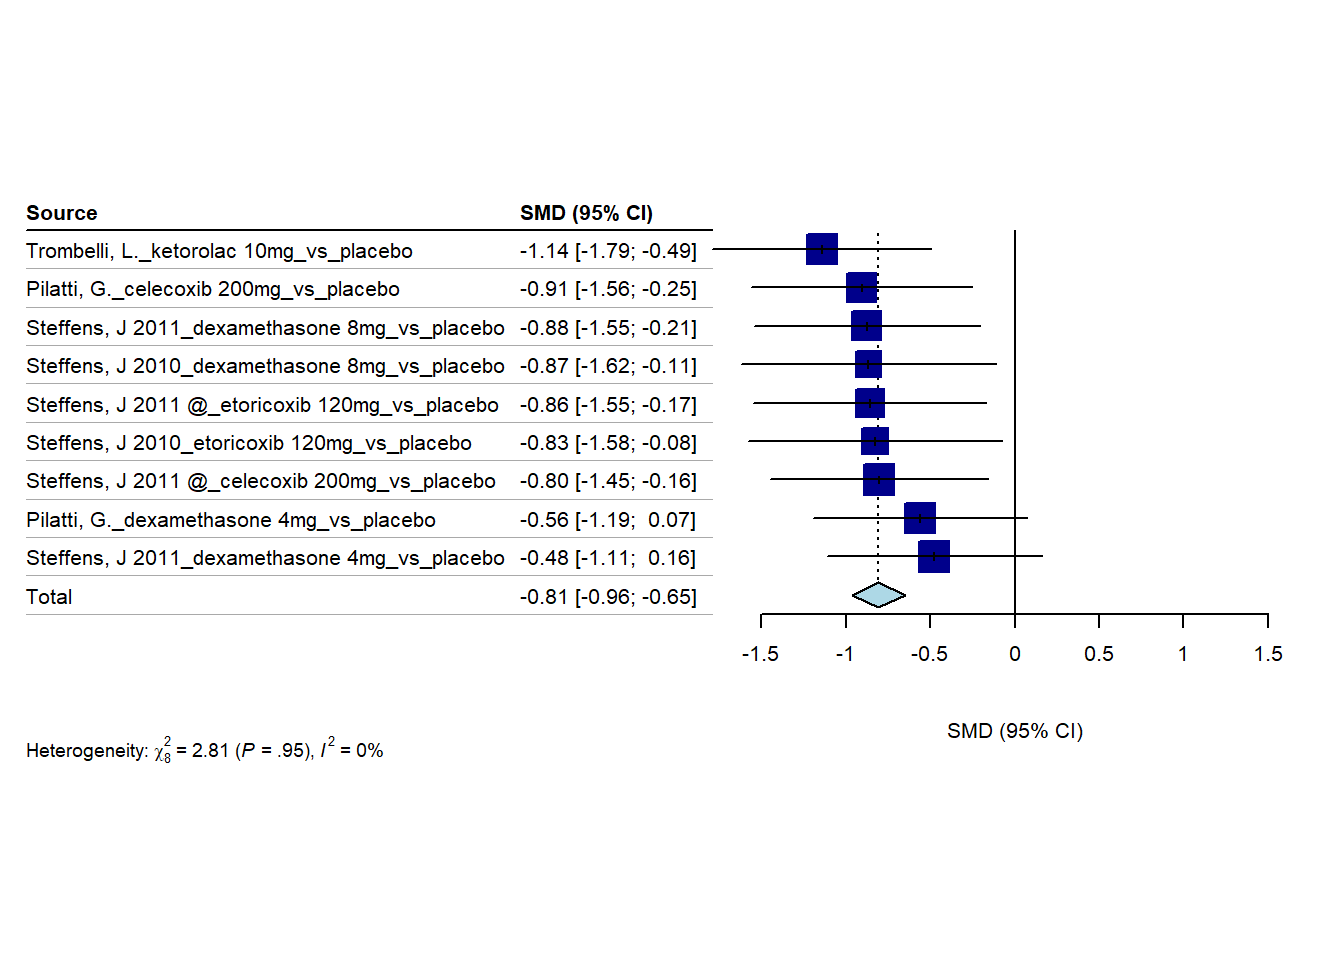 Source SMD (95% CI)
Trombelli, L._ketorolac 10mg_vs_placebo -1.14 [-1.79; -0.49]
Pilatti, G._celecoxib 200mg_vs_placebo -0.91 [-1.56; -0.25]
Steffens, J 2011_dexamethasone 8mg_vs_placebo -0.88 [-1.55; -0.21]
Steffens, J 2010_dexamethasone 8mg_vs_placebo -0.87 [-1.62; -0.11]
Steffens, J 2011 @_etoricoxib 120mg_vs_placebo -0.86 [-1.55; -0.17]
Steffens, J 2010_etoricoxib 120mg_vs_placebo -0.83 [-1.58; -0.08]
Steffens, J 2011 @_celecoxib 200mg_vs_placebo -0.80 [-1.45; -0.16]
Pilatti, G._dexamethasone 4mg_vs_placebo -0.56 [-1.19; 0.07]
Steffens, J 2011_dexamethasone 4mg_vs_placebo -0.48 [-1.11; 0.16]
Total -0.81 [-0.96; -0.65]
-1.5 -1 -0.5 0 0.5 1 1.5
SMD (95% CI)
Heterogeneity: χ²₈ = 2.81 (P = .95), I² = 0%